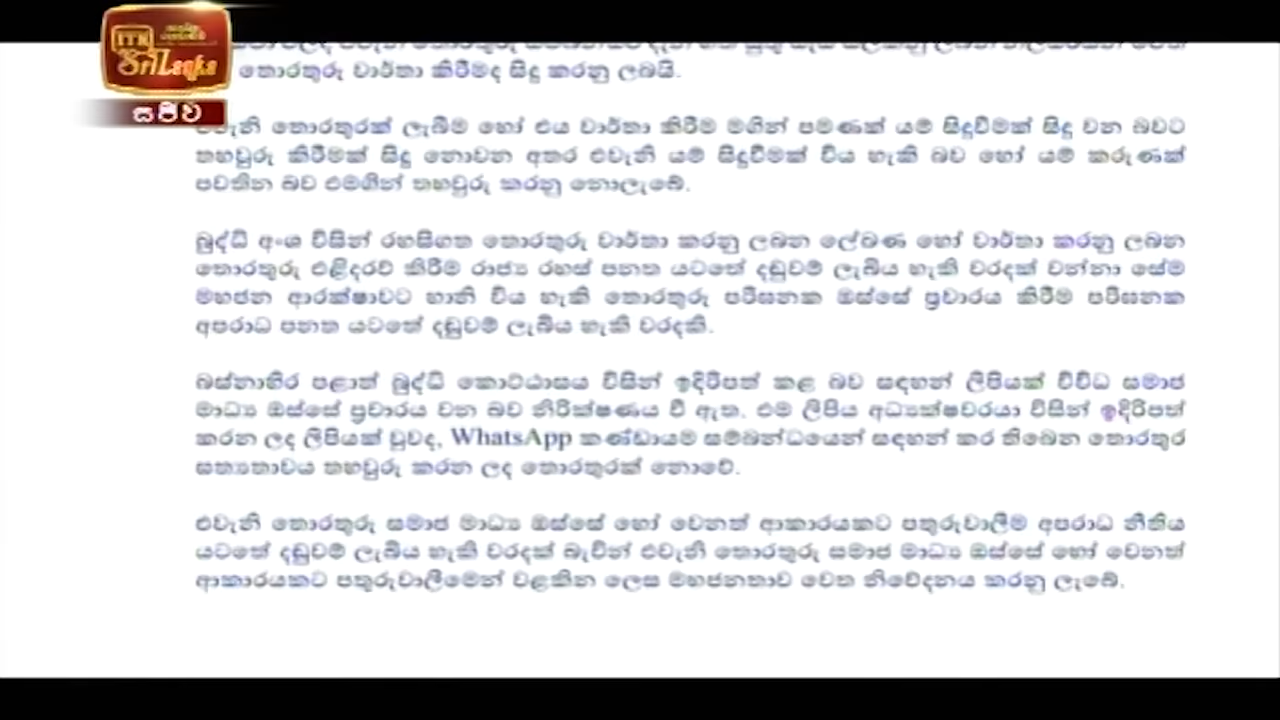 ITN
Sri Lanka
සජීවී
තොරතුරු වාර්තා කිරීමද සිදු කරනු ලබයි.
එවැනි තොරතුරක් ලැබීම හෝ එය වාර්තා කිරීම මගින් පමණක් යම් සිදුවීමක් සිදු වන බවට
තහවුරු කිරීමක් සිදු නොවන අතර එවැනි යම් සිදුවීමක් විය හැකි බව හෝ යම් කරුණක්
පවතින බව එමගින් තහවුරු කරනු නොලැබේ.
බුද්ධි අංශ විසින් රහසිගත තොරතුරු වාර්තා කරනු ලබන ලේඛණ හෝ වාර්තා කරනු ලබන
තොරතුරු එළිදරව් කිරීම රාජ්‍ය රහස් පනත යටතේ දඬුවම් ලැබිය හැකි වරදක් වන්නා සේම
මහජන ආරක්ෂාවට හානි විය හැකි තොරතුරු පරිඝනක ඔස්සේ ප්‍රචාරය කිරීම පරිඝනක
අපරාධ පනත යටතේ දඬුවම් ලැබිය හැකි වරදකි.
බස්නාහිර පළාත් බුද්ධි කොට්ඨාසය විසින් ඉදිරිපත් කළ බව සඳහන් ලිපියක් විවිධ සමාජ
මාධ්‍ය ඔස්සේ ප්‍රචාරය වන බව නිරීක්ෂණය වී ඇත. එම ලිපිය අධ්‍යක්ෂවරයා විසින් ඉදිරිපත්
කරන ලද ලිපියක් වුවද, WhatsApp කණ්ඩායම සම්බන්ධයෙන් සඳහන් කර තිබෙන තොරතුර
සත්‍යතාවය තහවුරු කරන ලද තොරතුරක් නොවේ.
එවැනි තොරතුරු සමාජ මාධ්‍ය ඔස්සේ හෝ වෙනත් ආකාරයකට පතුරුවාලීම අපරාධ නීතිය
යටතේ දඬුවම් ලැබිය හැකි වරදක් බැවින් එවැනි තොරතුරු සමාජ මාධ්‍ය ඔස්සේ හෝ වෙනත්
ආකාරයකට පතුරුවාලීමෙන් වළකින ලෙස මහජනතාව වෙත නිවේදනය කරනු ලැබේ.